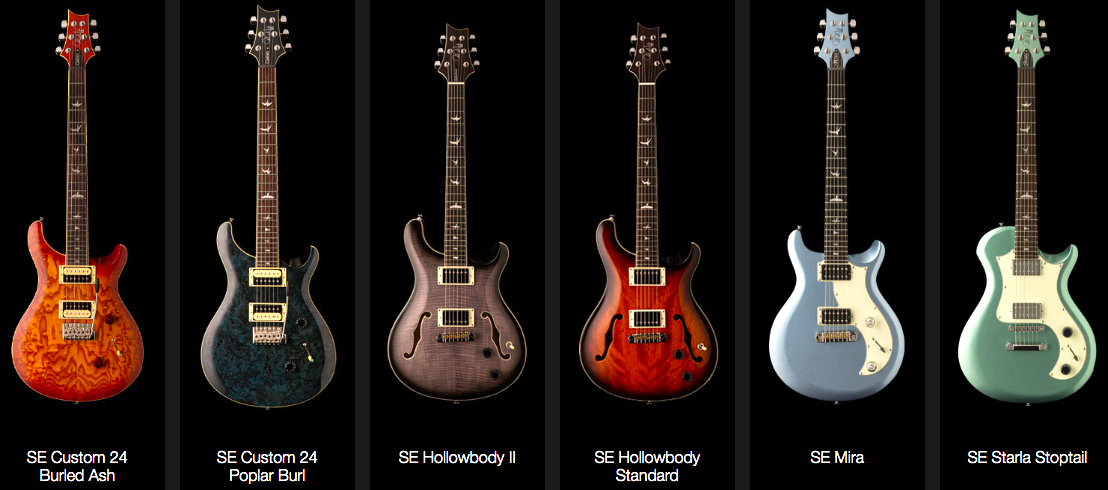 SE Custom 24
Burled Ash
SE Custom 24
Poplar Burl
SE Hollowbody II
SE Hollowbody
Standard
SE Mira
SE Starla Stoptail